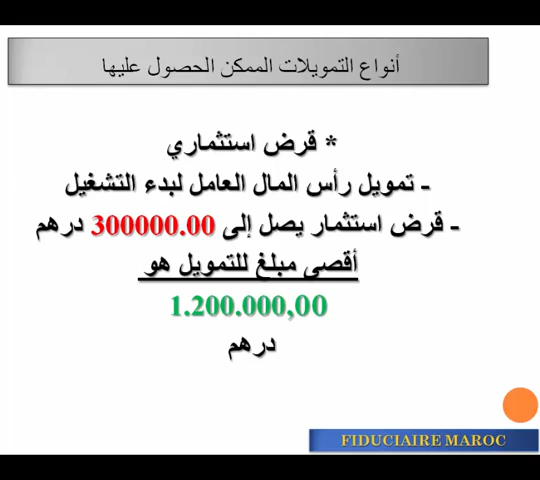 أنواع التمويلات الممكن الحصول عليها
* قرض استثماري
- تمويل رأس المال العامل لبدء التشغيل
- قرض استثمار يصل إلى 300000.00 درهم
أقصى مبلغ للتمويل هو
1.200.000,00
درهم
FIDUCIAIRE MAROC